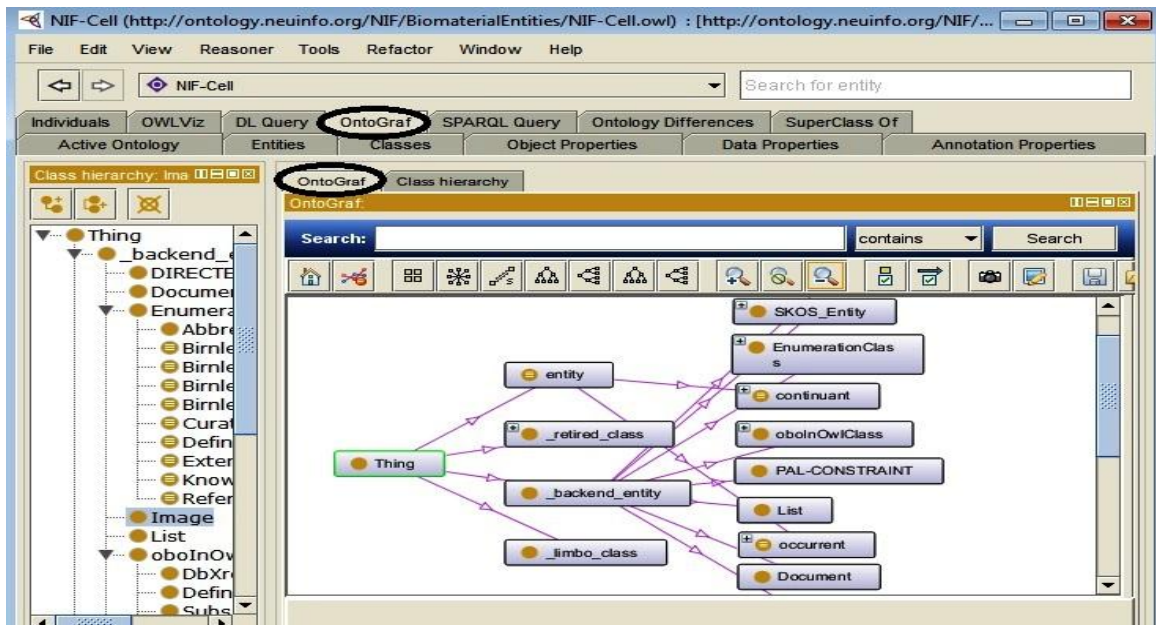 NIF-Cell (http://ontology.neuinfo.org/NIF/BiomaterialEntities/NIF-Cell.owl) : [http://ontology.neuinfo.org/NIF/...
File Edit View Reasoner Tools Refactor Window Help
NIF-Cell
Search for entity
Individuals OWLViz DL Query OntoGraf SPARQL Query Ontology Differences SuperClass Of
Active Ontology Entities Classes Object Properties Data Properties Annotation Properties
Class hierarchy: Ima
OntoGraf Class hierarchy
OntoGraf:
Search: contains Search
Thing
_backend_e
DIRECTE
Documen
Enumera
Abbre
Birnle
Birnle
Birnle
Birnle
Curat
Defin
Exter
Know
Refer
Image
List
oboInOw
DbXre
Defin
Subs
SKOS_Entity
EnumerationClas
s
entity
continuant
_retired_class
oboInOwlClass
Thing
PAL-CONSTRAINT
_backend_entity
List
occurrent
_limbo_class
Document